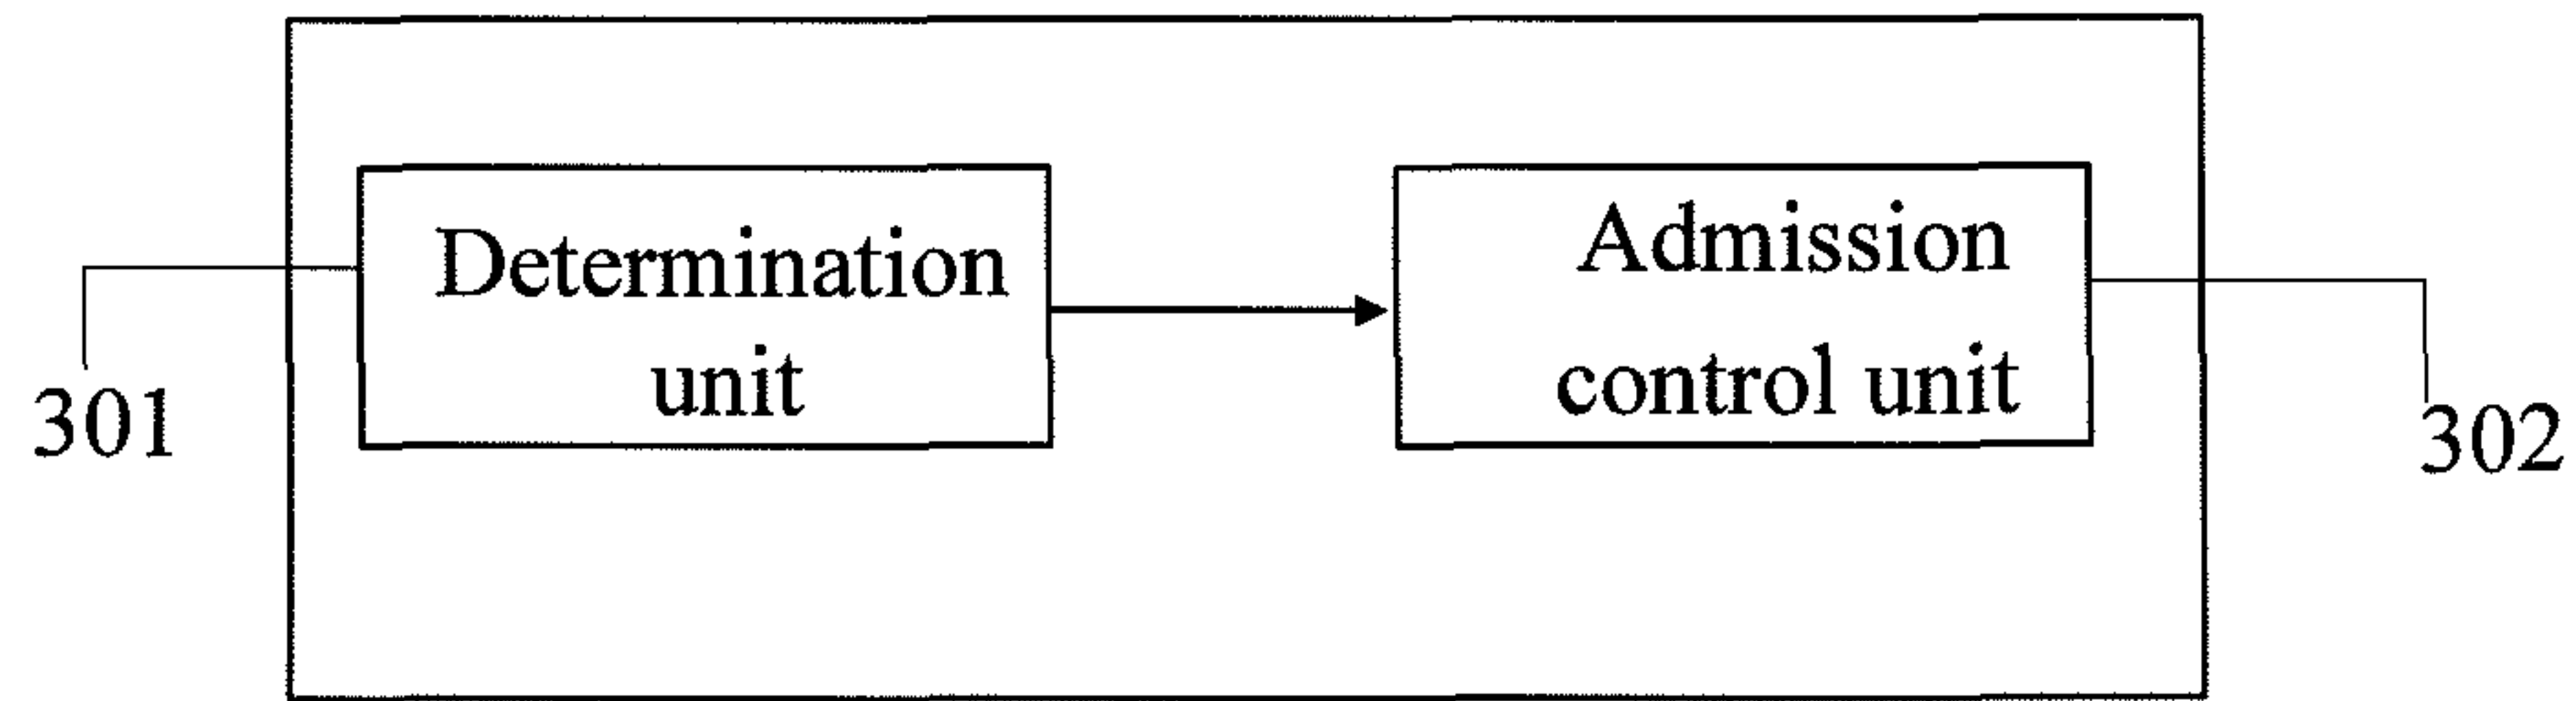 Determination
unit
Admission
control unit
301
302